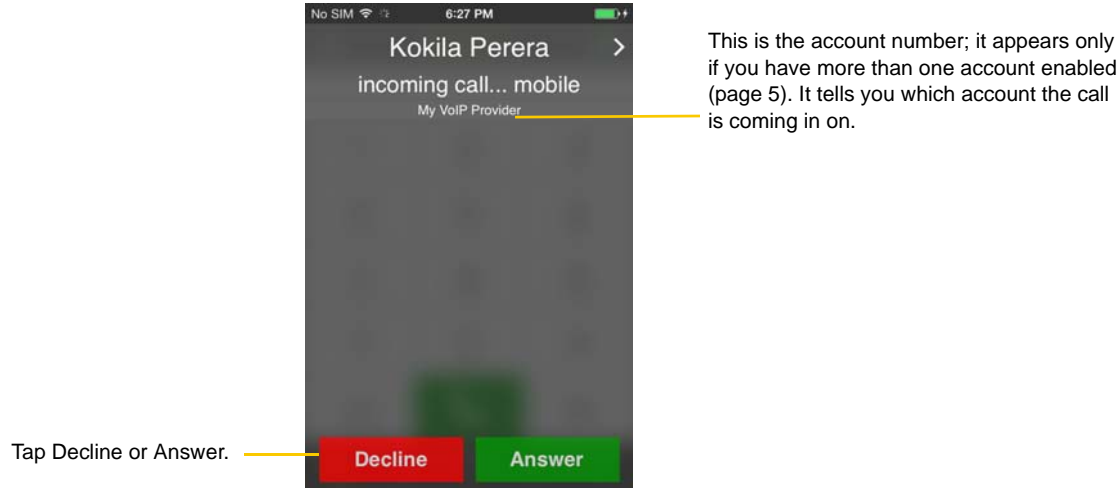 No SIM 6:27 PM
Kokila Perera >
incoming call... mobile
My VoIP Provider
This is the account number; it appears only
if you have more than one account enabled
(page 5). It tells you which account the call
is coming in on.
Tap Decline or Answer.
Decline Answer